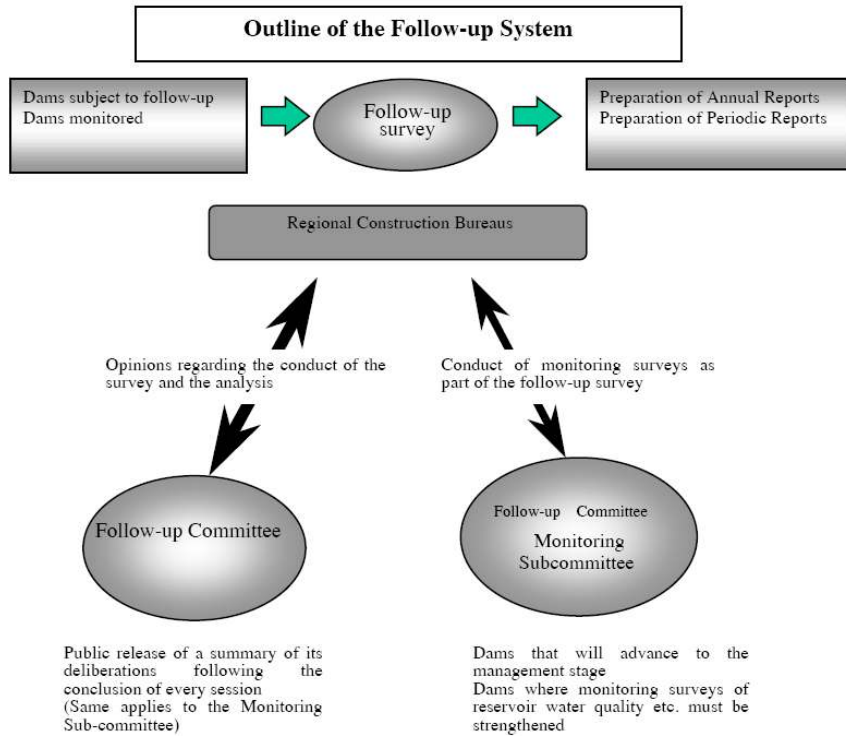 Outline of the Follow-up System
Dams subject to follow-up
Dams monitored
Follow-up
survey
Preparation of Annual Reports
Preparation of Periodic Reports
Regional Construction Bureaus
Opinions regarding the conduct of the
survey and the analysis
Conduct of monitoring surveys as
part of the follow-up survey
Follow-up Committee
Follow-up Committee
Monitoring
Subcommittee
Public release of a summary of its
deliberations following the
conclusion of every session
(Same applies to the Monitoring
Sub-committee)
Dams that will advance to the
management stage
Dams where monitoring surveys of
reservoir water quality etc. must be
strengthened